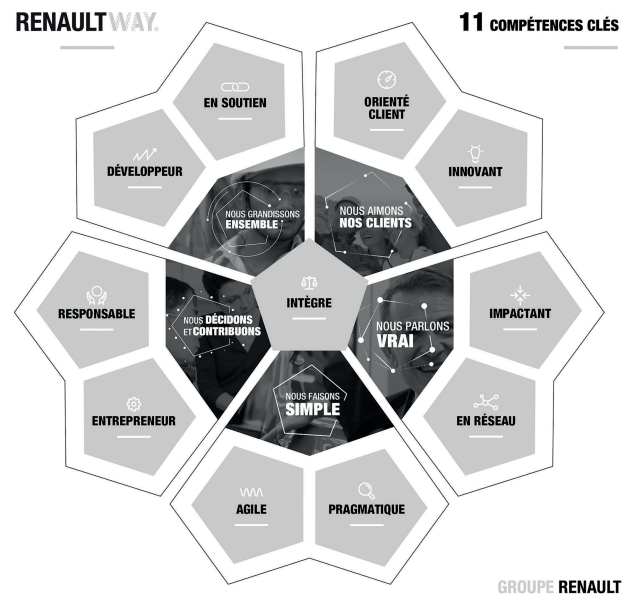 RENAULT WAY.
11 COMPÉTENCES CLÉS
EN SOUTIEN
ORIENTÉ
CLIENT
DÉVELOPPEUR
INNOVANT
NOUS GRANDISSONS
ENSEMBLE
NOUS AIMONS
NOS CLIENTS
RESPONSABLE
INTÈGRE
IMPACTANT
NOUS DÉCIDONS
ET CONTRIBUONS
NOUS PARLONS
VRAI
ENTREPRENEUR
NOUS FAISONS
SIMPLE
EN RÉSEAU
AGILE
PRAGMATIQUE
GROUPE RENAULT